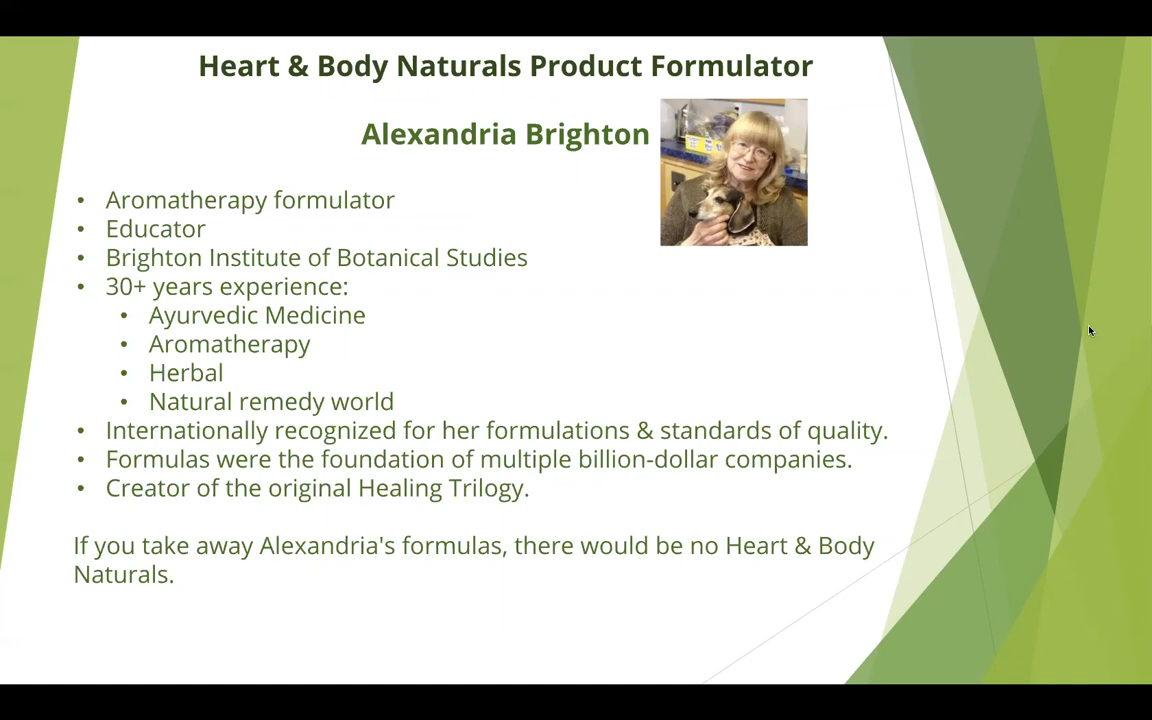 Heart & Body Naturals Product Formulator
Alexandria Brighton
• Aromatherapy formulator
• Educator
• Brighton Institute of Botanical Studies
• 30+ years experience:
• Ayurvedic Medicine
• Aromatherapy
• Herbal
• Natural remedy world
• Internationally recognized for her formulations & standards of quality.
• Formulas were the foundation of multiple billion-dollar companies.
• Creator of the original Healing Trilogy.
If you take away Alexandria's formulas, there would be no Heart & Body
Naturals.